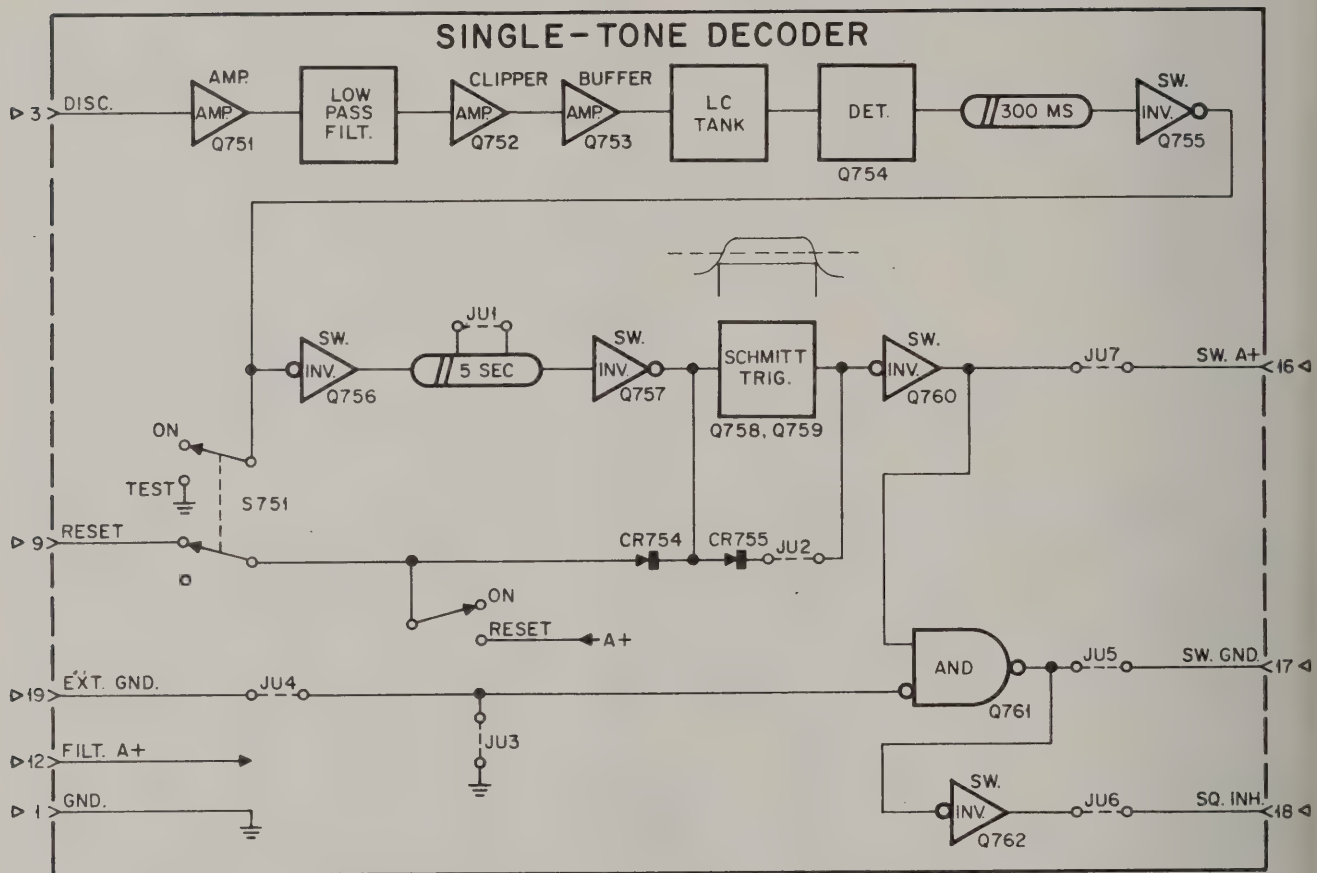 SINGLE-TONE DECODER
3 DISC.
AMP.
AMP.
Q751
LOW
PASS
FILT.
CLIPPER
AMP.
Q752
BUFFER
AMP.
Q753
LC
TANK
DET.
Q754
300 MS
SW.
INV.
Q755
SW.
INV.
Q756
JU1
5 SEC
SW.
INV.
Q757
SCHMITT
TRIG.
Q758, Q759
SW.
INV.
Q760
JU7
SW. A+
16
ON
TEST
S751
9 RESET
CR754
CR755
JU2
ON
RESET
A+
19 EXT. GND.
JU4
JU3
AND
Q761
JU5
SW. GND.
17
12 FILT. A+
1 GND.
SW.
INV.
Q762
JU6
SQ. INH.
18